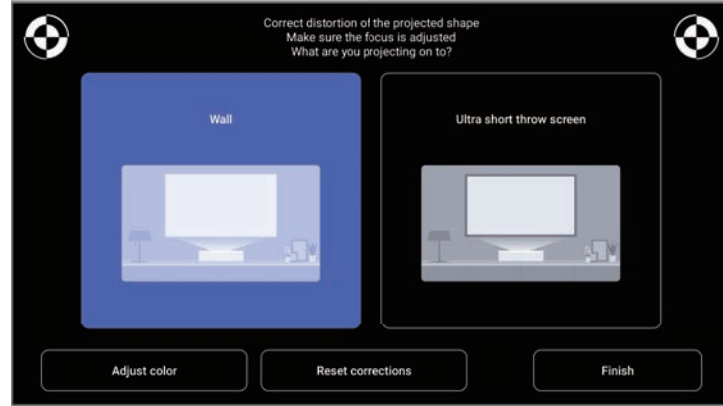 Correct distortion of the projected shape
Make sure the focus is adjusted
What are you projecting on to?
Wall
Ultra short throw screen
Adjust color
Reset corrections
Finish